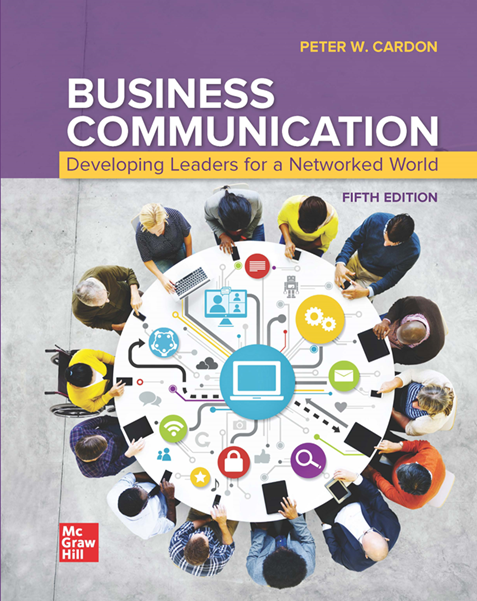 PETER W. CARDON
BUSINESS
COMMUNICATION
Developing Leaders for a Networked World
FIFTH EDITION
Mc
Graw
Hill